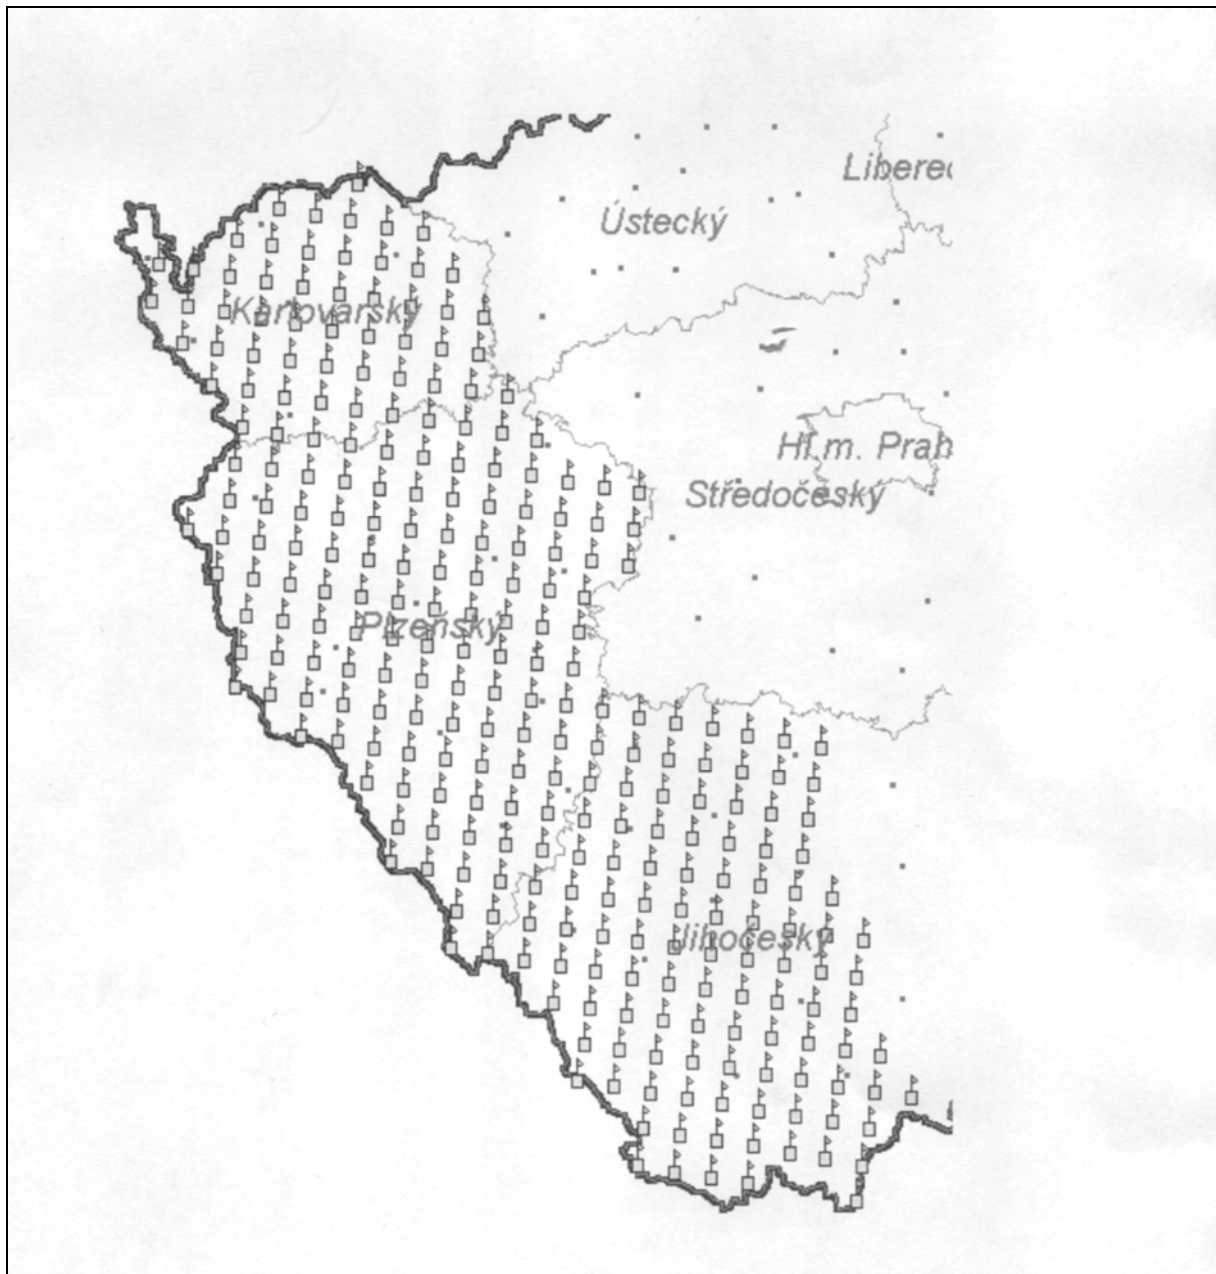 Liberec
Ústecký
Karlovarský
Hl.m. Prah
Středočeský
Plzeňský
Jihočeský